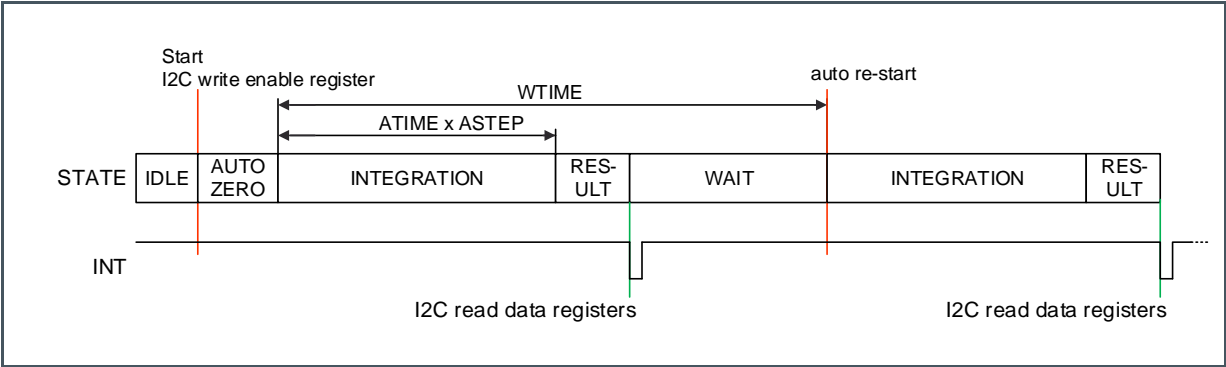 Start
I2C write enable register
auto re-start
WTIME
ATIME x ASTEP
STATE
IDLE
AUTO
ZERO
INTEGRATION
RES-
ULT
WAIT
INTEGRATION
RES-
ULT
INT
I2C read data registers
I2C read data registers